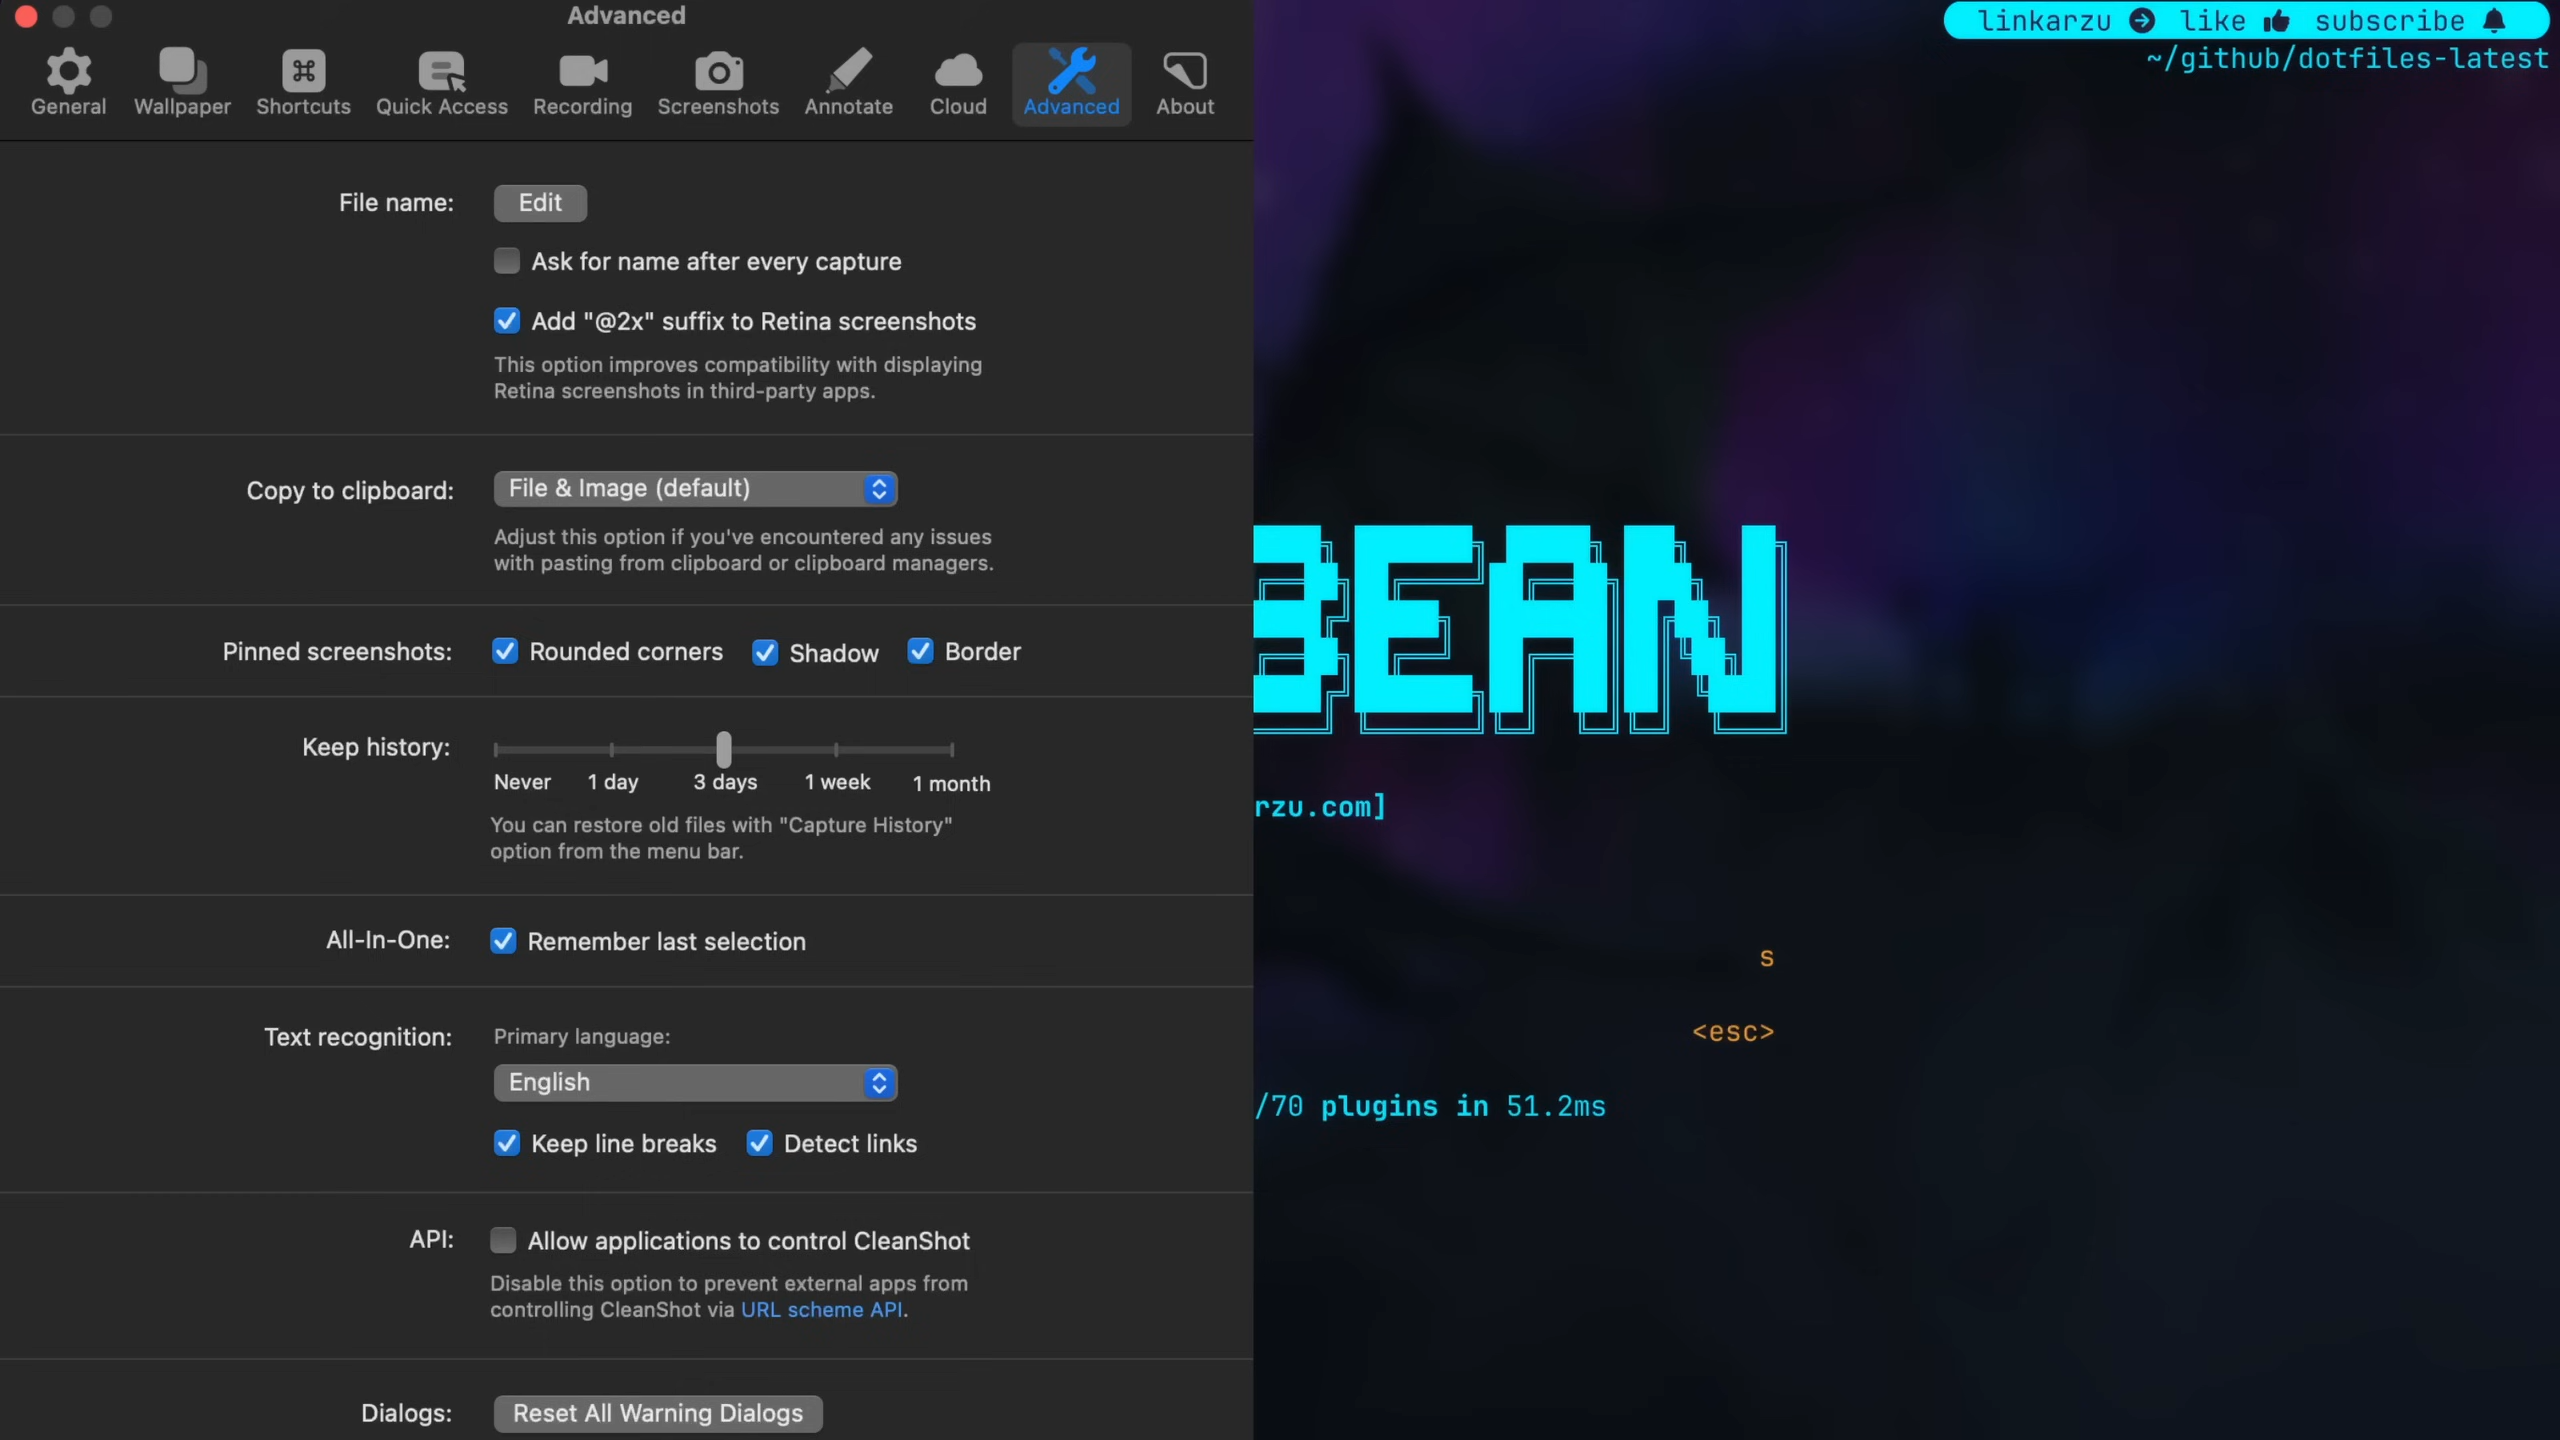 Advanced
General Wallpaper Shortcuts Quick Access Recording Screenshots Annotate Cloud Advanced About
File name: Edit
Ask for name after every capture
Add "@2x" suffix to Retina screenshots
This option improves compatibility with displaying
Retina screenshots in third-party apps.
Copy to clipboard: File & Image (default)
Adjust this option if you've encountered any issues
with pasting from clipboard or clipboard managers.
Pinned screenshots: Rounded corners Shadow Border
Keep history:
Never 1 day 3 days 1 week 1 month
You can restore old files with "Capture History"
option from the menu bar.
All-In-One: Remember last selection
Text recognition: Primary language:
English
Keep line breaks Detect links
API: Allow applications to control CleanShot
Disable this option to prevent external apps from
controlling CleanShot via URL scheme API.
Dialogs: Reset All Warning Dialogs
linkarzu like subscribe
~/github/dotfiles-latest
BEAN
rzu.com]
s
<esc>
/70 plugins in 51.2ms